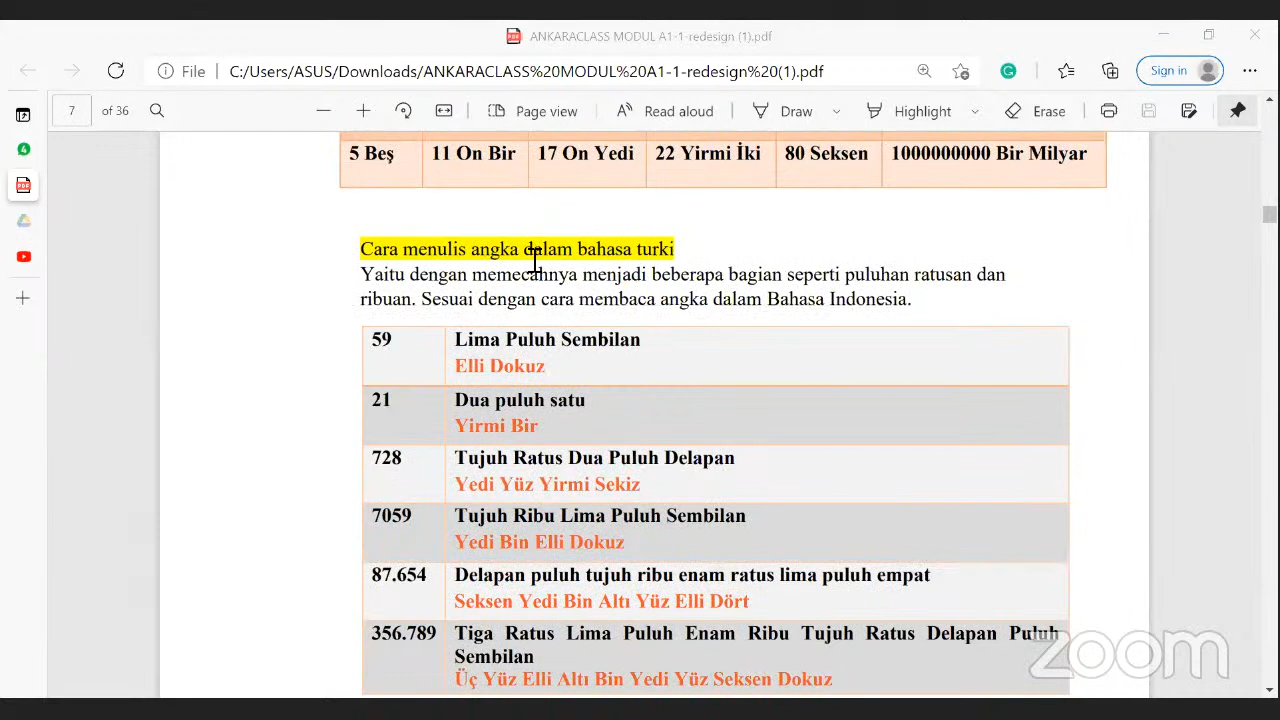 ANKARACLASS MODUL A1-1-redesign (1).pdf
File C:/Users/ASUS/Downloads/ANKARACLASS%20MODUL%20A1-1-redesign%20(1).pdf Sign in
7 of 36 Page view Read aloud Draw Highlight Erase
4
5 Beş 11 On Bir 17 On Yedi 22 Yirmi İki 80 Seksen 1000000000 Bir Milyar
Cara menulis angka dalam bahasa turki
Yaitu dengan memecahnya menjadi beberapa bagian seperti puluhan ratusan dan
ribuan. Sesuai dengan cara membaca angka dalam Bahasa Indonesia.
59 Lima Puluh Sembilan
Elli Dokuz
21 Dua puluh satu
Yirmi Bir
728 Tujuh Ratus Dua Puluh Delapan
Yedi Yüz Yirmi Sekiz
7059 Tujuh Ribu Lima Puluh Sembilan
Yedi Bin Elli Dokuz
87.654 Delapan puluh tujuh ribu enam ratus lima puluh empat
Seksen Yedi Bin Altı Yüz Elli Dört
356.789 Tiga Ratus Lima Puluh Enam Ribu Tujuh Ratus Delapan Puluh
Sembilan
Üç Yüz Elli Altı Bin Yedi Yüz Seksen Dokuz
zoom